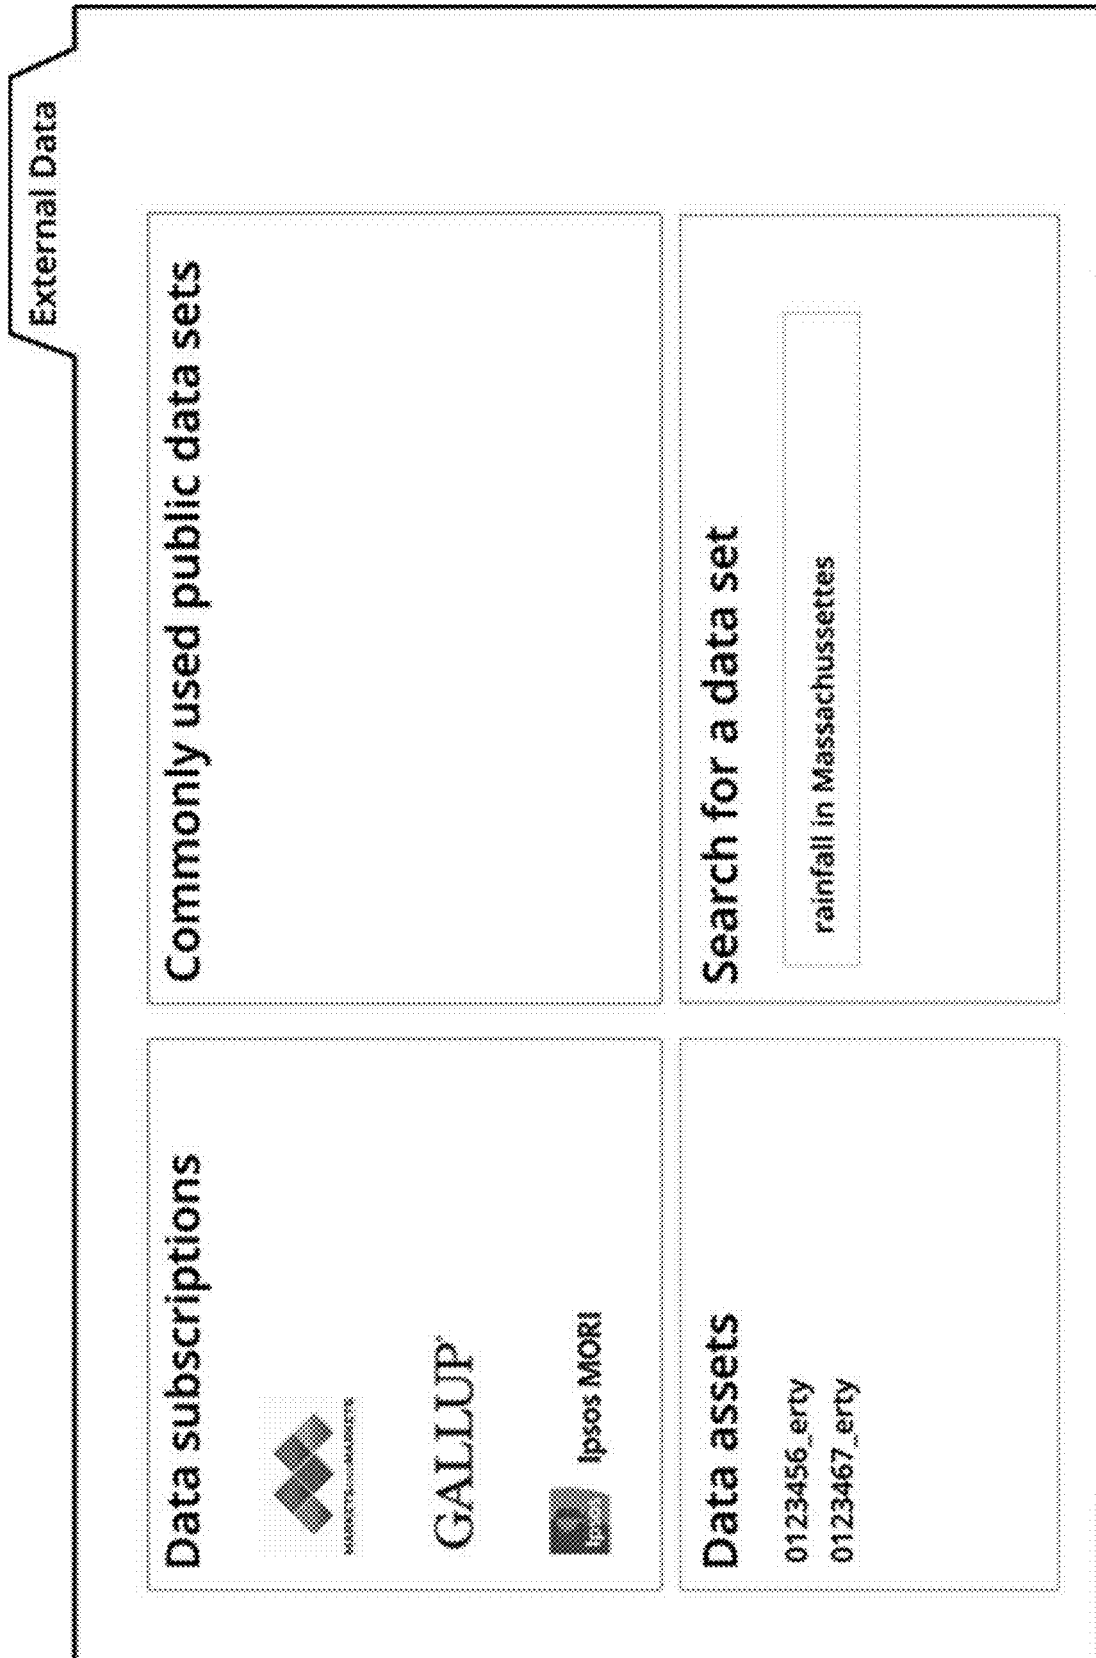 External Data
Data subscriptions
MARKETSANDMARKETS
GALLUP
Ipsos MORI
Commonly used public data sets
Data assets
0123456_erty
0123467_erty
Search for a data set
rainfall in Massachussettes